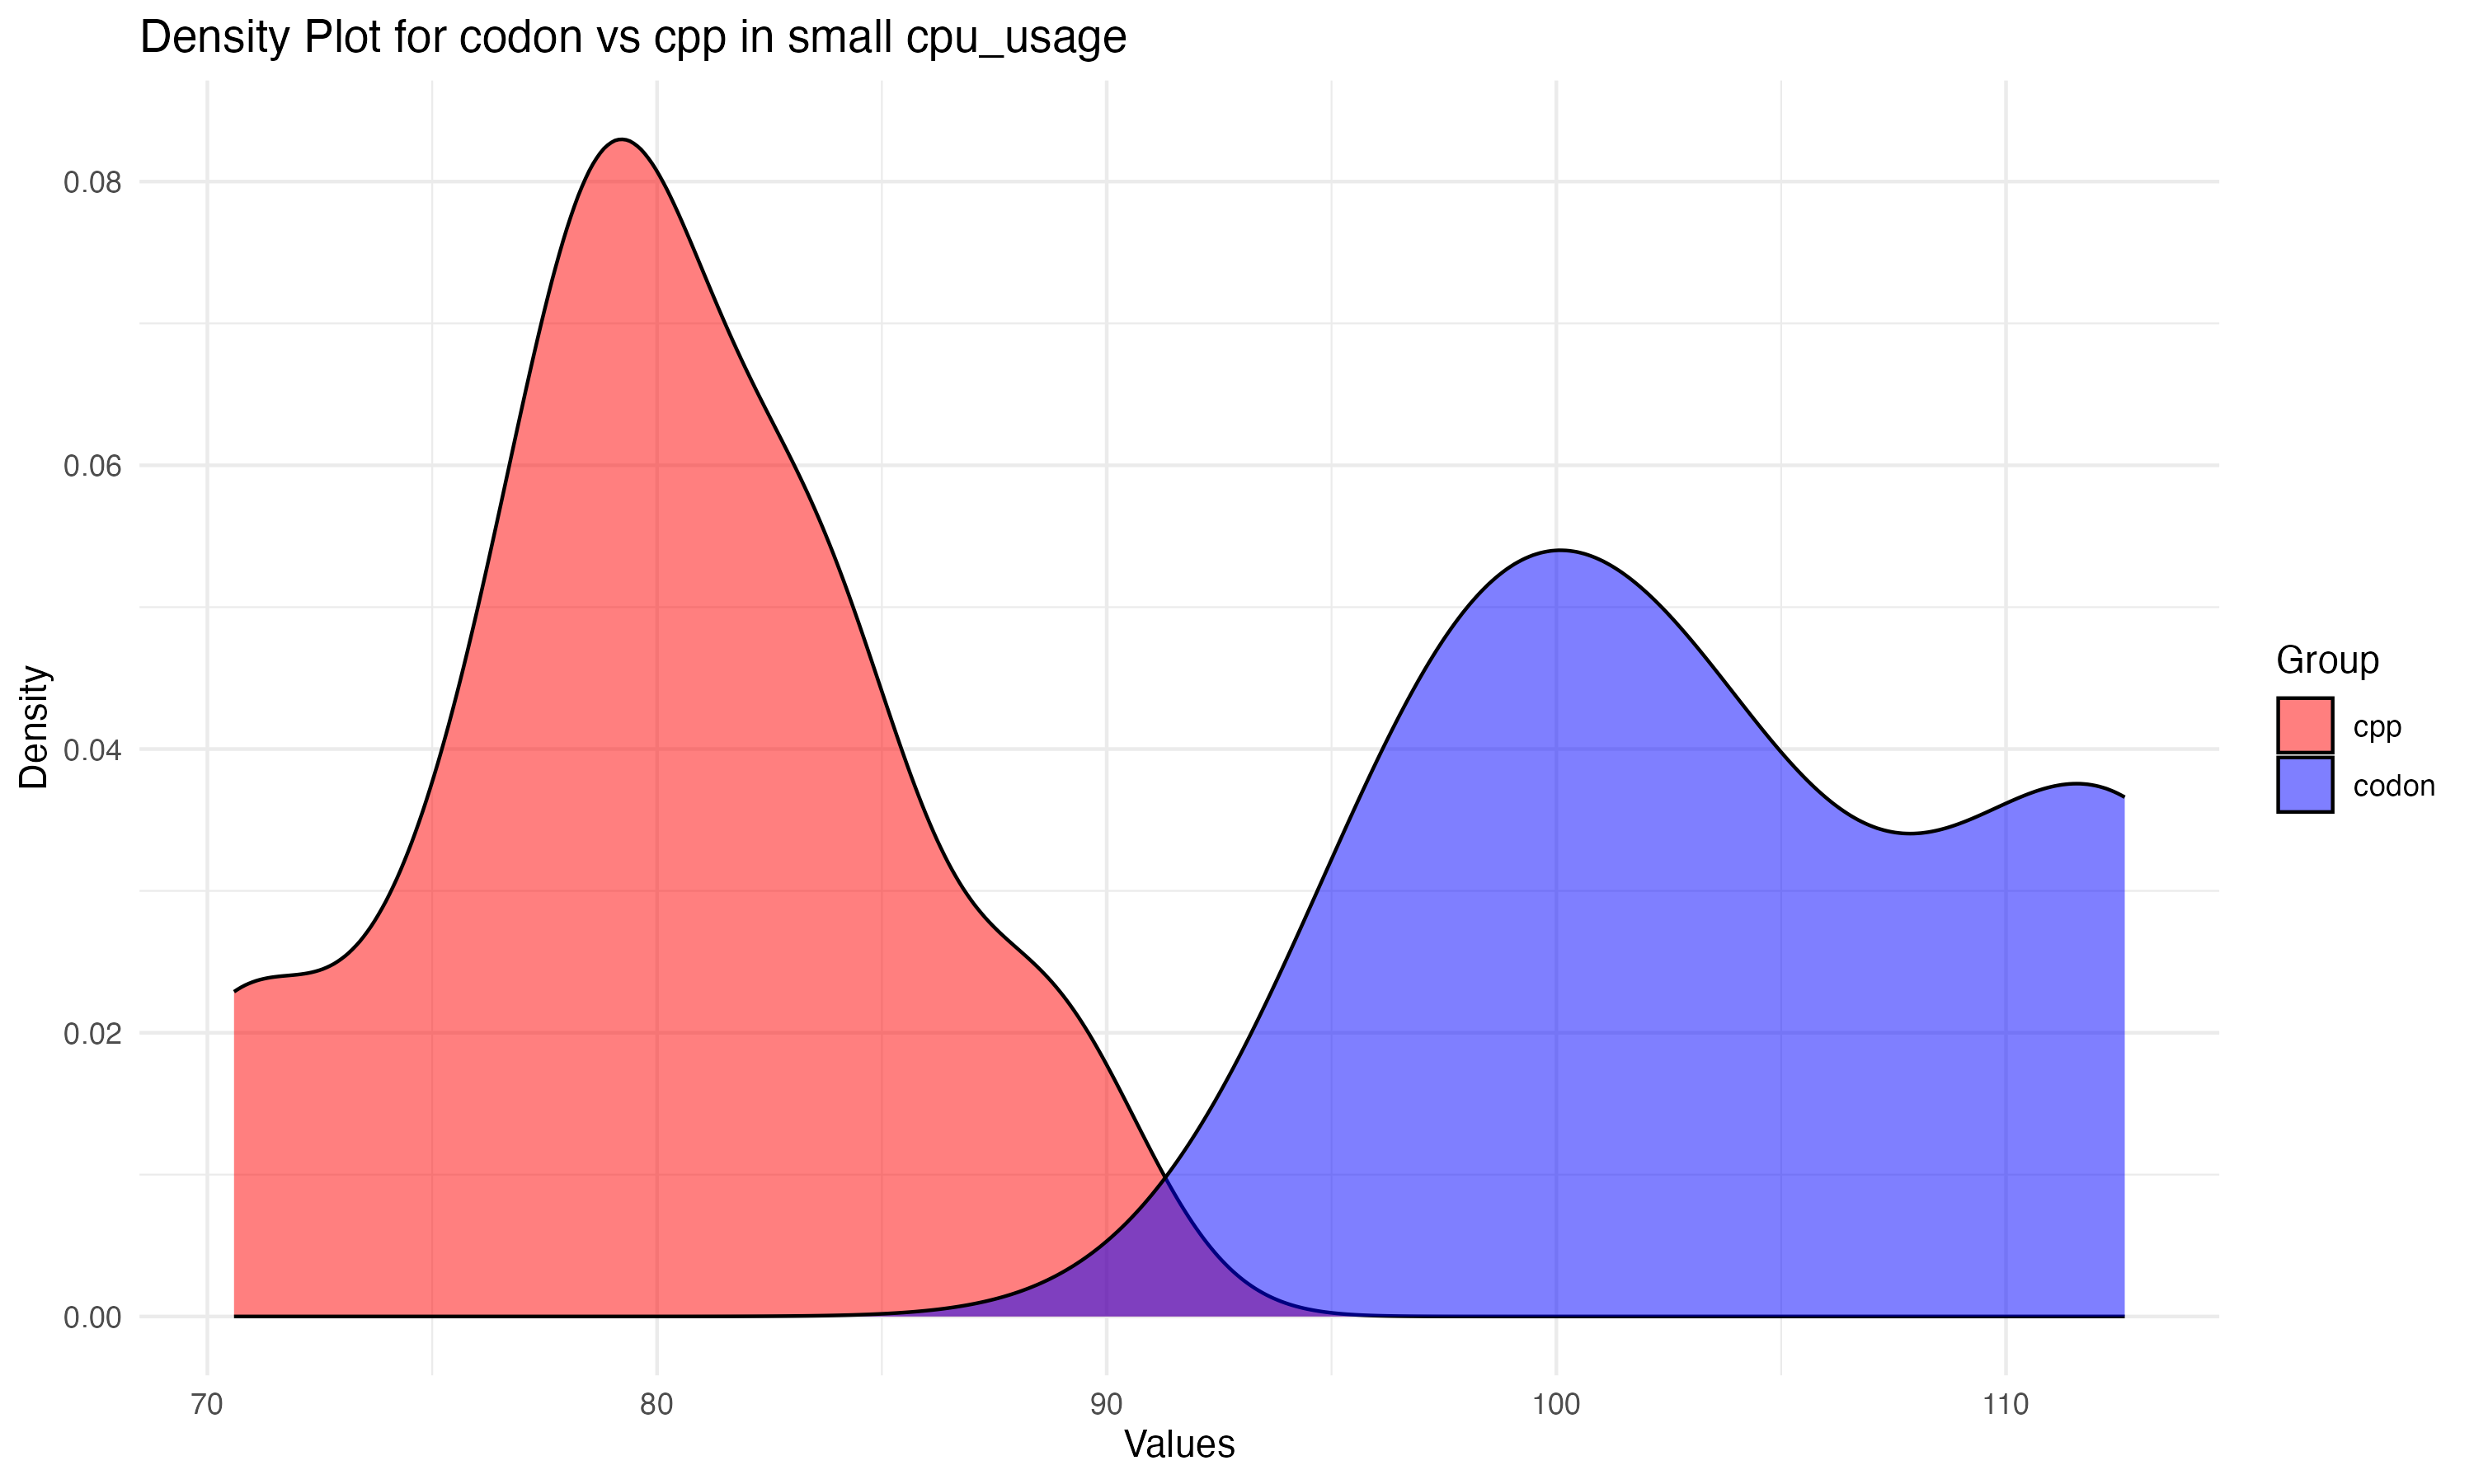 Density Plot for codon vs cpp in small cpu_usage
Density
0.08
0.06
0.04
0.02
0.00
70 80 90 100 110
Values
Group
cpp
codon